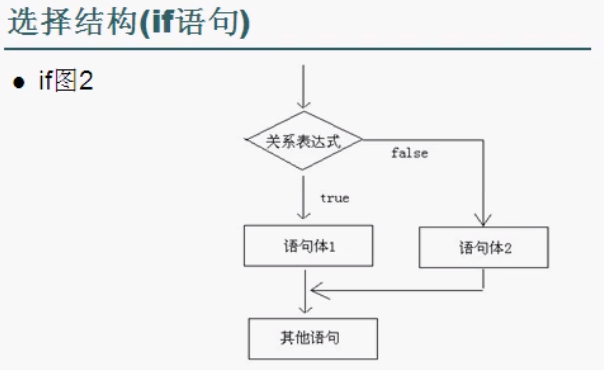 选择结构(if语句)
● if图2
关系表达式
false
true
语句体1
语句体2
其他语句